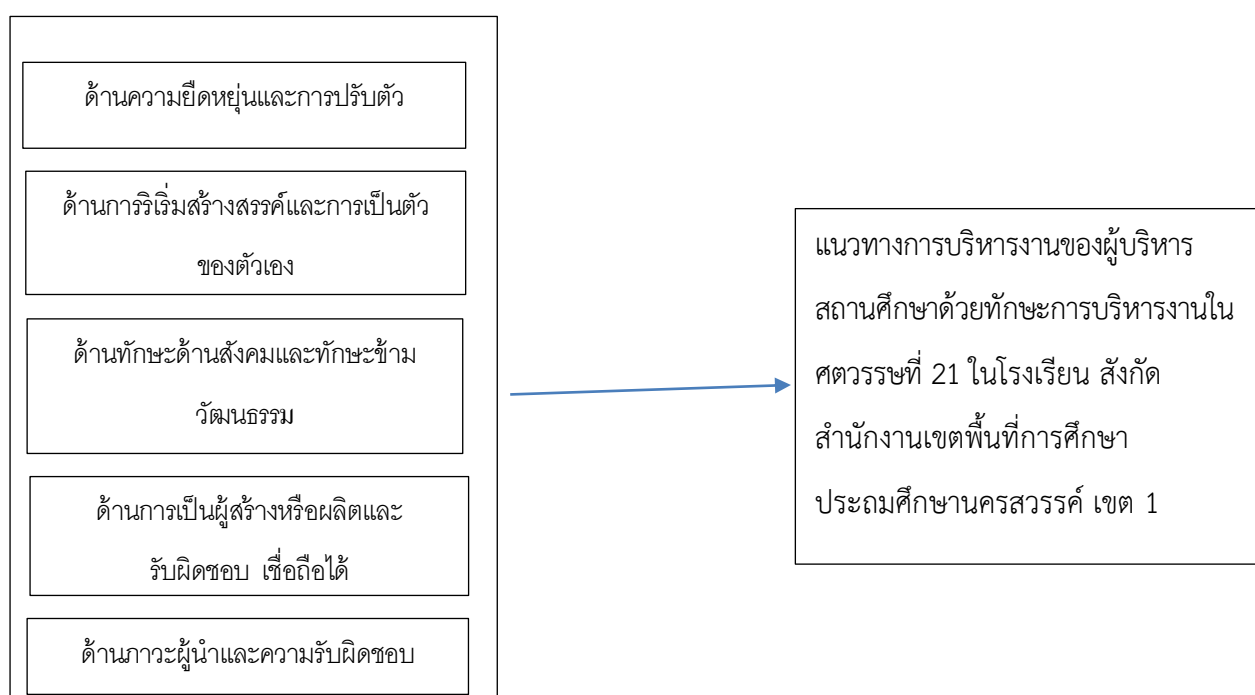 ด้านความยืดหยุ่นและการปรับตัว
ด้านการริเริ่มสร้างสรรค์และการเป็นตัว
ของตัวเอง
ด้านทักษะด้านสังคมและทักษะข้าม
วัฒนธรรม
ด้านการเป็นผู้สร้างหรือผลิตและ
รับผิดชอบ เชื่อถือได้
ด้านภาวะผู้นำและความรับผิดชอบ
แนวทางการบริหารงานของผู้บริหาร
สถานศึกษาด้วยทักษะการบริหารงานใน
ศตวรรษที่ 21 ในโรงเรียน สังกัด
สำนักงานเขตพื้นที่การศึกษา
ประถมศึกษานครสวรรค์ เขต 1